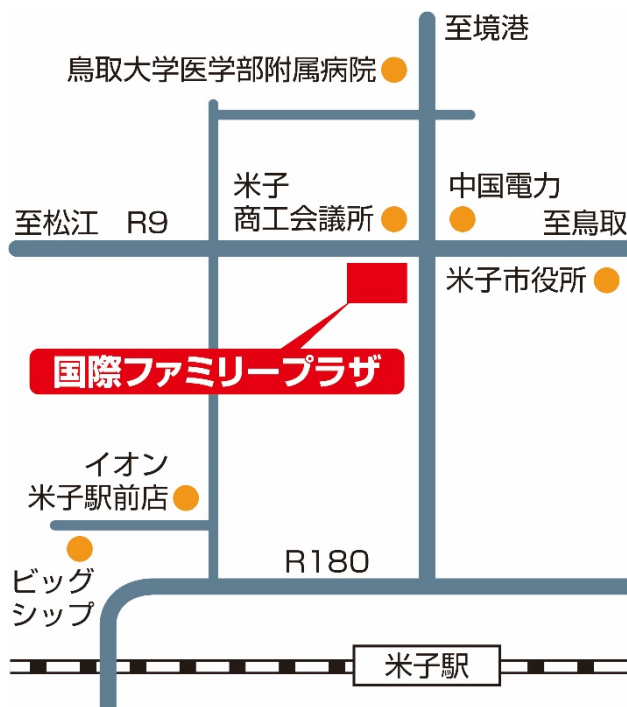 至境港
鳥取大学医学部附属病院
米子
商工会議所
中国電力
至松江 R9
至鳥取
米子市役所
国際ファミリープラザ
イオン
米子駅前店
R180
ビッグ
シップ
米子駅